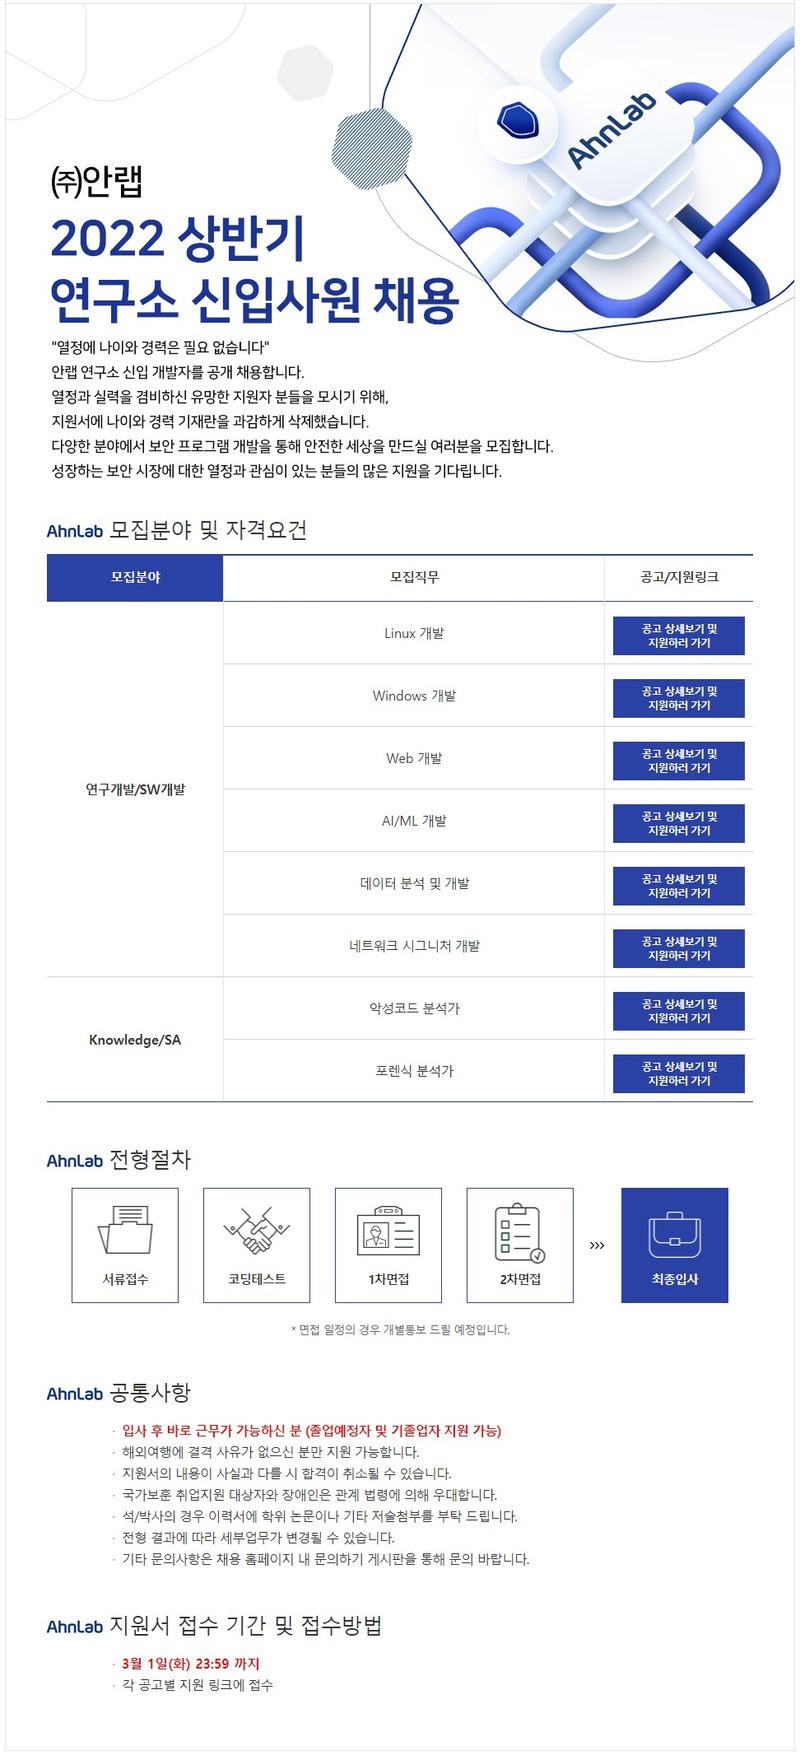 AhnLab
㈜안랩
2022 상반기
연구소 신입사원 채용
"열정에 나이와 경력은 필요 없습니다"
안랩 연구소 신입 개발자를 공개 채용합니다.
열정과 실력을 겸비하신 유망한 지원자 분들을 모시기 위해,
지원서에 나이와 경력 기재란을 과감하게 삭제했습니다.
다양한 분야에서 보안 프로그램 개발을 통해 안전한 세상을 만드실 여러분을 모집합니다.
성장하는 보안 시장에 대한 열정과 관심이 있는 분들의 많은 지원을 기다립니다.
AhnLab 모집분야 및 자격요건
모집분야 모집직무 공고/지원링크
Linux 개발
공고 상세보기 및
지원하러 가기
Windows 개발
공고 상세보기 및
지원하러 가기
Web 개발
공고 상세보기 및
지원하러 가기
연구개발/SW개발
AI/ML 개발
공고 상세보기 및
지원하러 가기
데이터 분석 및 개발
공고 상세보기 및
지원하러 가기
네트워크 시그니처 개발
공고 상세보기 및
지원하러 가기
Knowledge/SA
악성코드 분석가
공고 상세보기 및
지원하러 가기
포렌식 분석가
공고 상세보기 및
지원하러 가기
AhnLab 전형절차
서류접수 코딩테스트 1차면접 2차면접 ››› 최종입사
* 면접 일정의 경우 개별통보 드릴 예정입니다.
AhnLab 공통사항
· 입사 후 바로 근무가 가능하신 분 (졸업예정자 및 기졸업자 지원 가능)
· 해외여행에 결격 사유가 없으신 분만 지원 가능합니다.
· 지원서의 내용이 사실과 다를 시 합격이 취소될 수 있습니다.
· 국가보훈 취업지원 대상자와 장애인은 관계 법령에 의해 우대합니다.
· 석/박사의 경우 이력서에 학위 논문이나 기타 저술첨부를 부탁 드립니다.
· 전형 결과에 따라 세부업무가 변경될 수 있습니다.
· 기타 문의사항은 채용 홈페이지 내 문의하기 게시판을 통해 문의 바랍니다.
AhnLab 지원서 접수 기간 및 접수방법
· 3월 1일(화) 23:59 까지
· 각 공고별 지원 링크에 접수